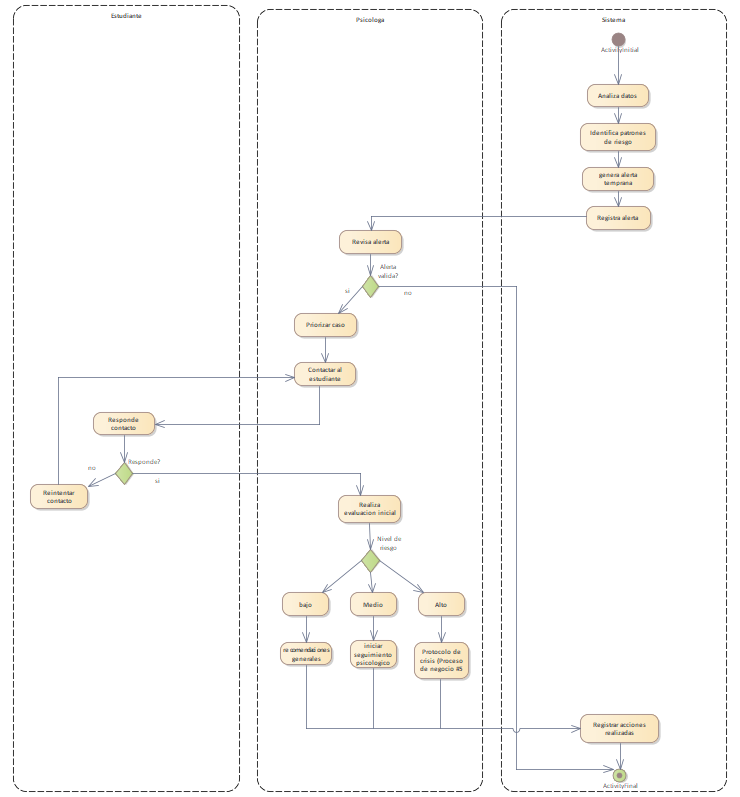 Estudiante
Psicologa
Sistema
ActivityInitial
Analiza datos
Identifica patrones
de riesgo
genera alerta
temprana
Registra alerta
Revisa alerta
Alerta
valida?
si
no
Priorizar caso
Contactar al
estudiante
Responde
contacto
Responde?
no
si
Reintentar
contacto
Realiza
evaluacion inicial
Nivel de
riesgo
bajo
Medio
Alto
recomendaciones
generales
iniciar
seguimiento
psicologico
Protocolo de
crisis (Proceso
de negocio #5
Registrar acciones
realizadas
ActivityFinal